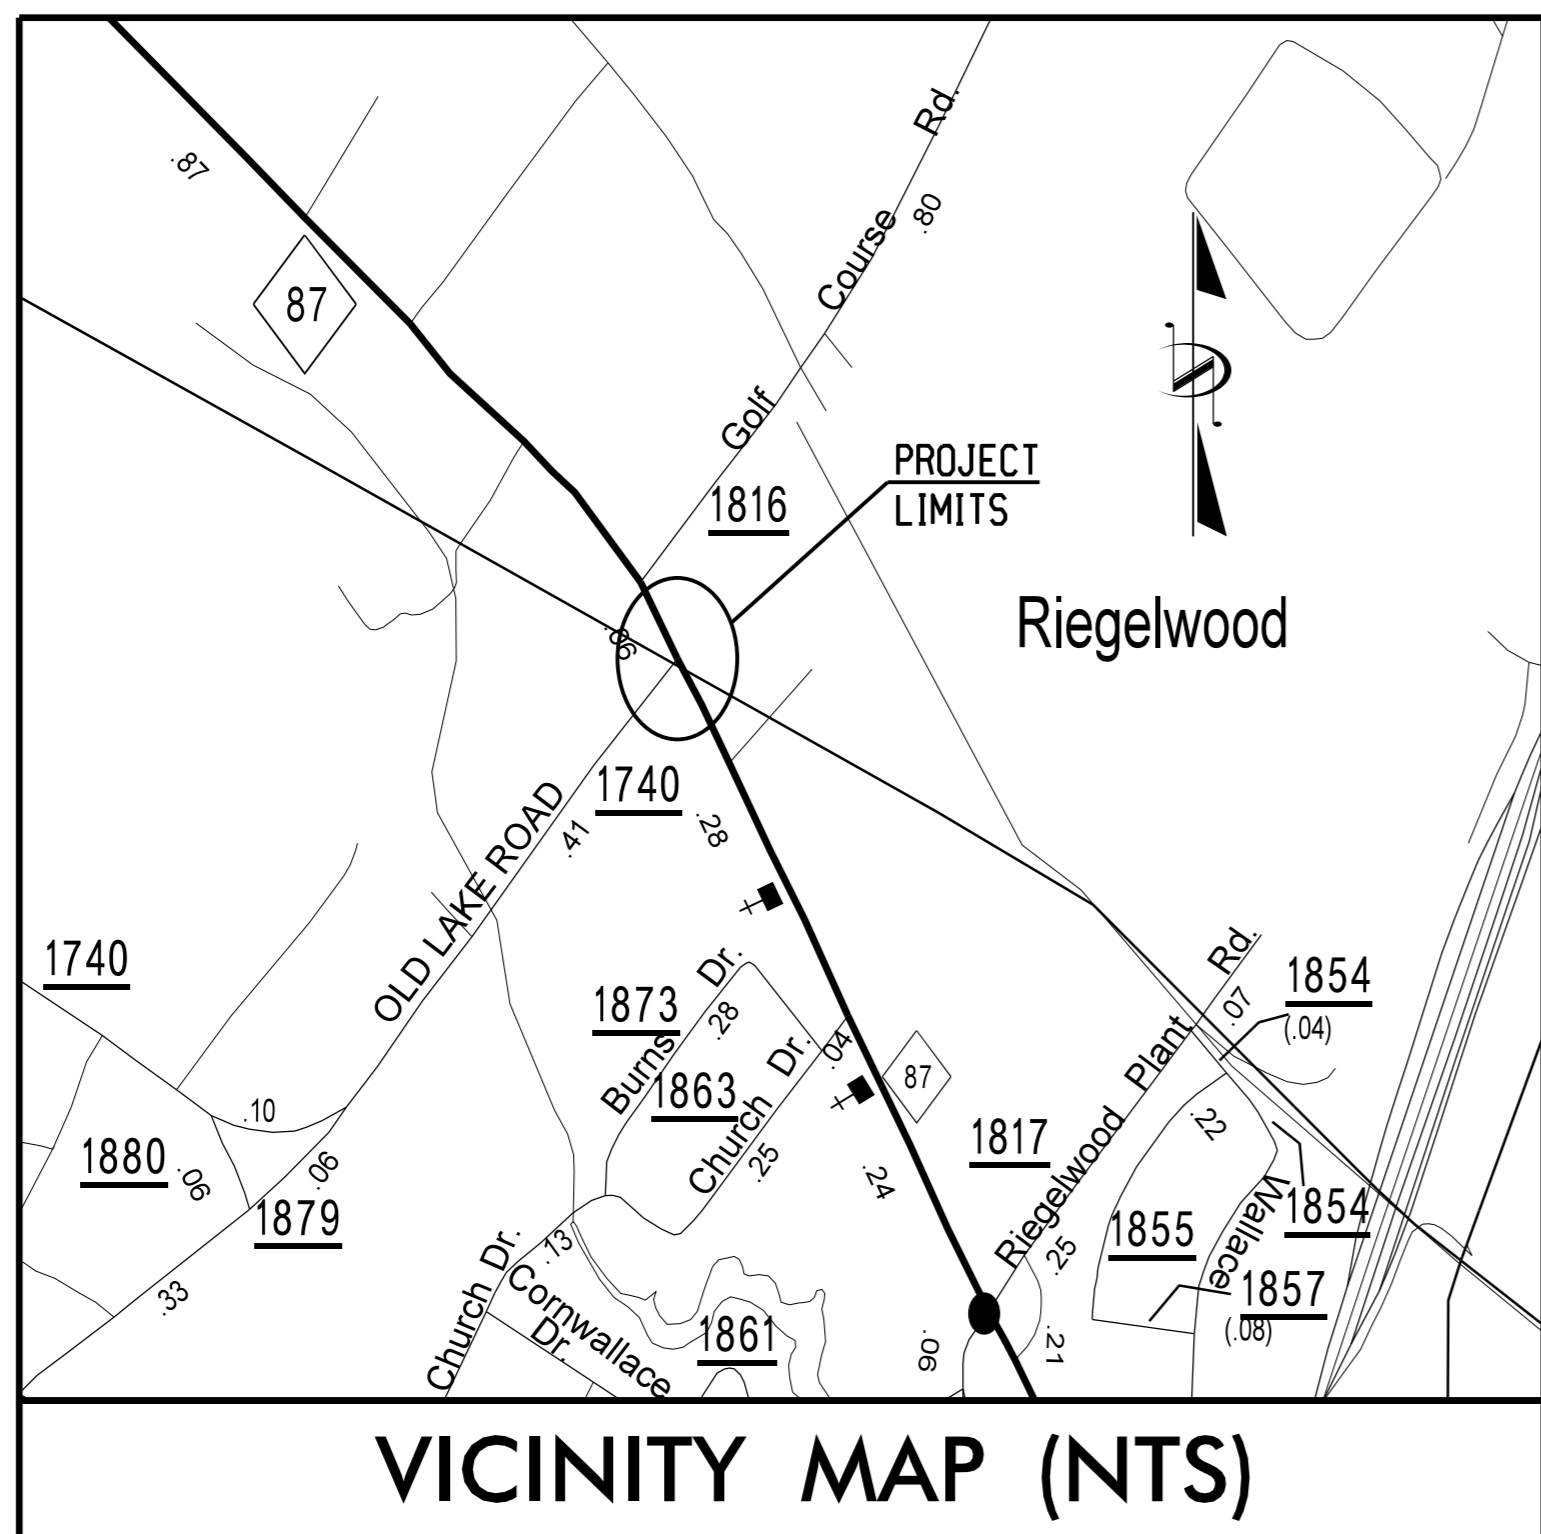 Rd.
.87
Course
.80
87
Golf
PROJECT
LIMITS
1816
N
Riegelwood
.06
1740
OLD LAKE ROAD
.41
.28
1740
Dr.
Rd.
1854
(.04)
1873
.28
.07
Burns
Dr.
.04
Plant
87
1863
Church
.10
.25
1817
.22
1880
.06
.06
.24
Riegelwood
1879
1855
Wallace
1854
.13
Church Dr.
.25
.33
Cornwallace
Dr.
1857
(.08)
1861
.06
.21
VICINITY MAP (NTS)